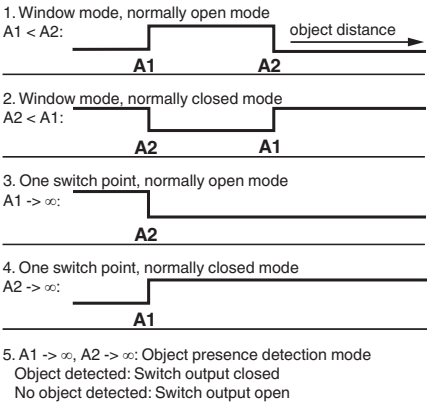 1. Window mode, normally open mode
A1 < A2:
object distance
A1 A2
2. Window mode, normally closed mode
A2 < A1:
A2 A1
3. One switch point, normally open mode
A1 -> ∞:
A2
4. One switch point, normally closed mode
A2 -> ∞:
A1
5. A1 -> ∞, A2 -> ∞: Object presence detection mode
Object detected: Switch output closed
No object detected: Switch output open